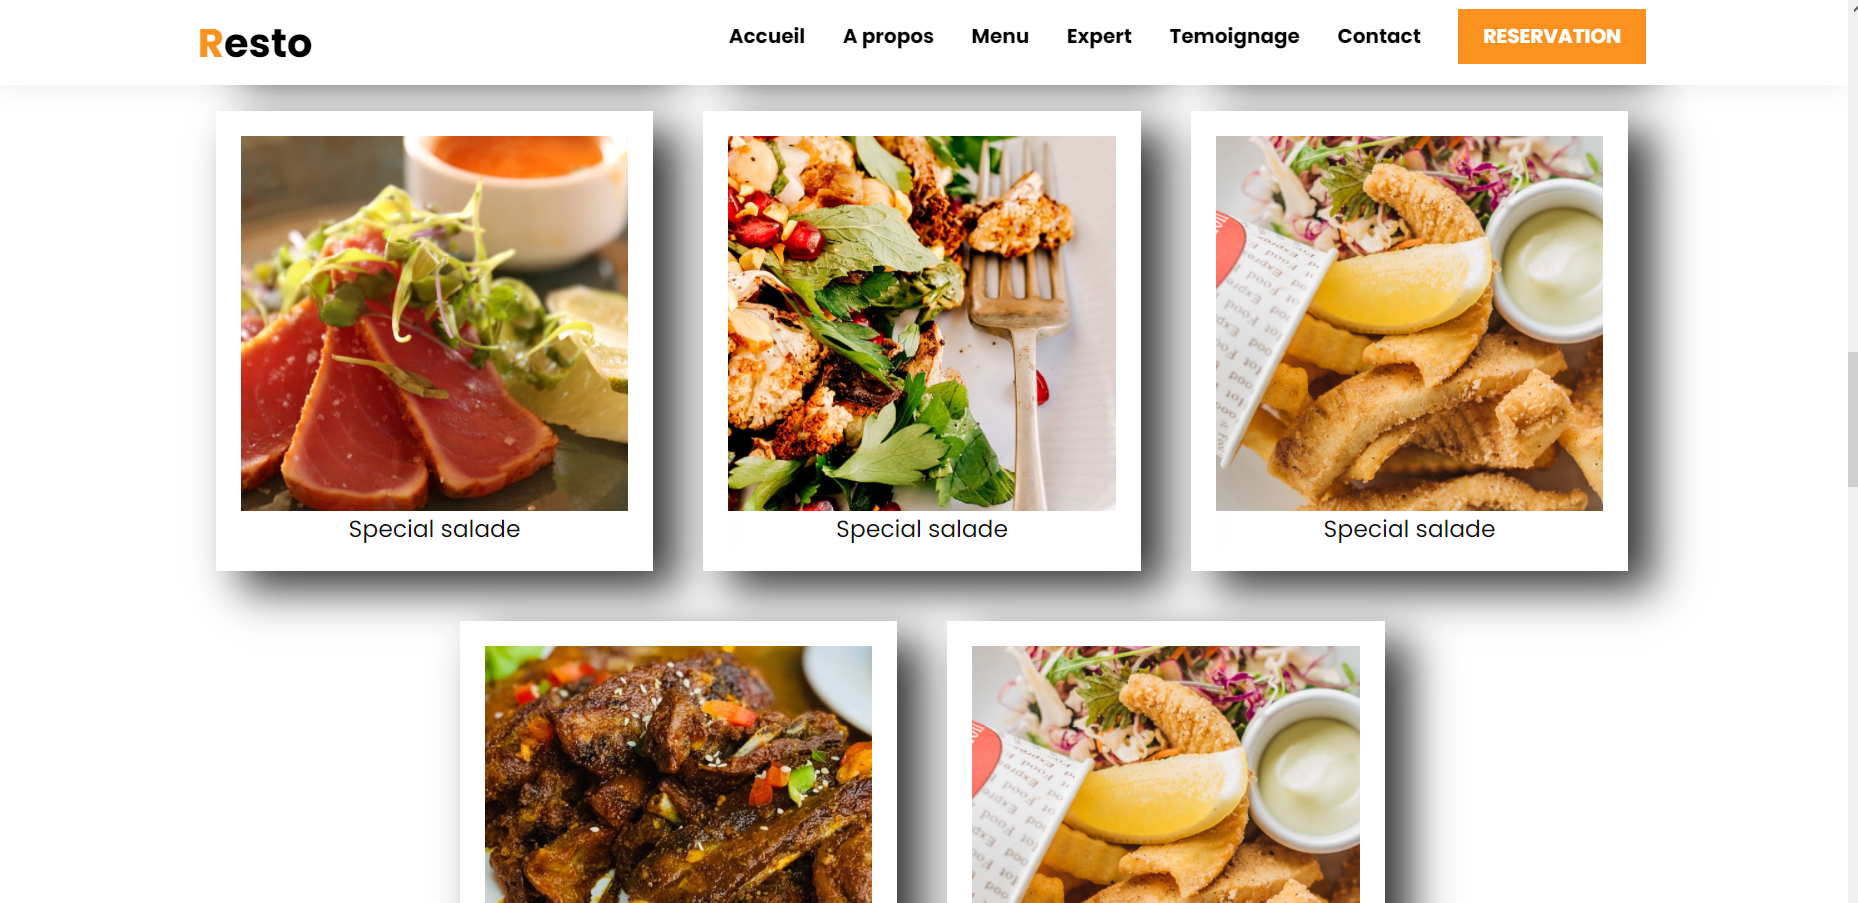 Resto
Accueil A propos Menu Expert Temoignage Contact RESERVATION
Special salade
Special salade
Special salade